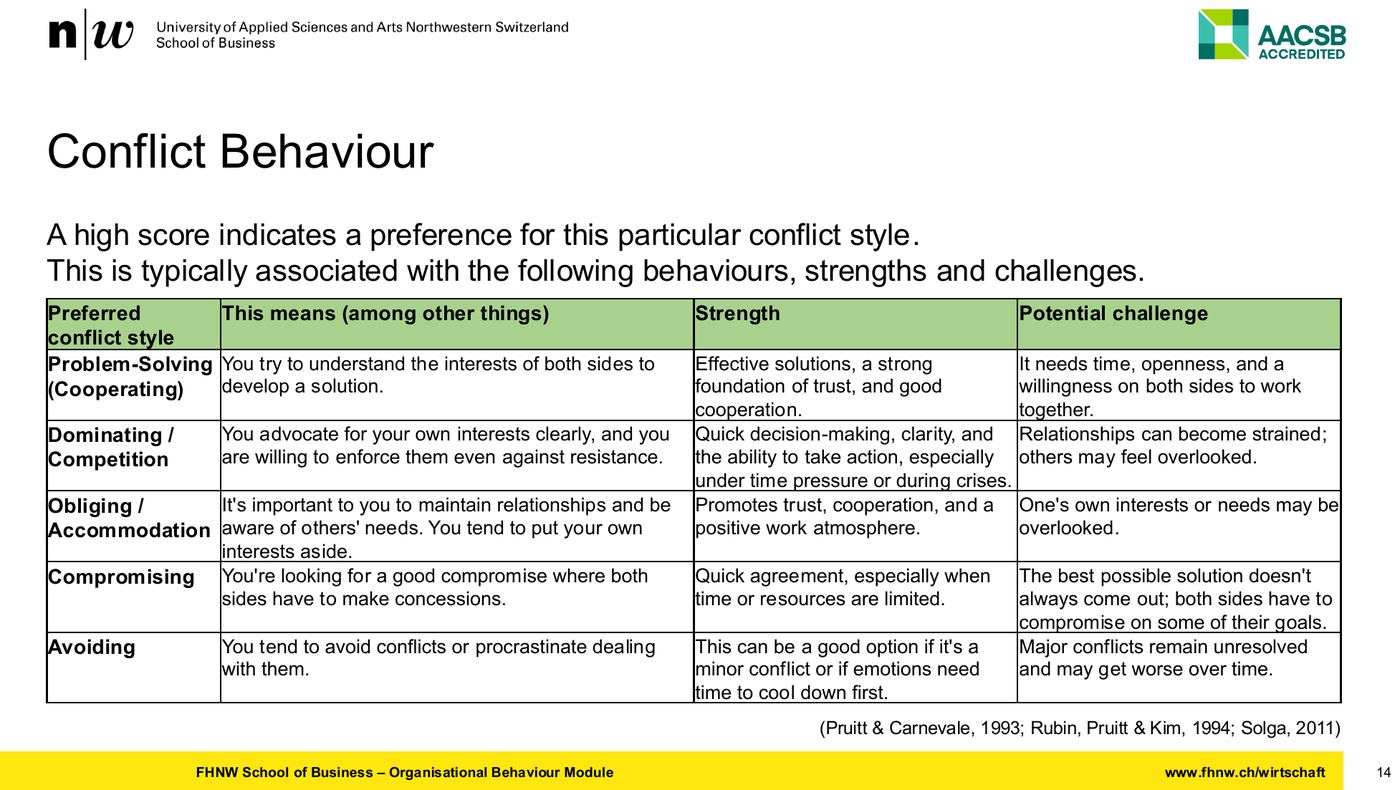 n|w University of Applied Sciences and Arts Northwestern Switzerland
School of Business
AACSB
ACCREDITED
Conflict Behaviour
A high score indicates a preference for this particular conflict style.
This is typically associated with the following behaviours, strengths and challenges.
Preferred
conflict style
This means (among other things)
Strength
Potential challenge
Problem-Solving
(Cooperating)
You try to understand the interests of both sides to
develop a solution.
Effective solutions, a strong
foundation of trust, and good
cooperation.
It needs time, openness, and a
willingness on both sides to work
together.
Dominating /
Competition
You advocate for your own interests clearly, and you
are willing to enforce them even against resistance.
Quick decision-making, clarity, and
the ability to take action, especially
under time pressure or during crises.
Relationships can become strained;
others may feel overlooked.
Obliging /
Accommodation
It's important to you to maintain relationships and be
aware of others' needs. You tend to put your own
interests aside.
Promotes trust, cooperation, and a
positive work atmosphere.
One's own interests or needs may be
overlooked.
Compromising
You're looking for a good compromise where both
sides have to make concessions.
Quick agreement, especially when
time or resources are limited.
The best possible solution doesn't
always come out; both sides have to
compromise on some of their goals.
Avoiding
You tend to avoid conflicts or procrastinate dealing
with them.
This can be a good option if it's a
minor conflict or if emotions need
time to cool down first.
Major conflicts remain unresolved
and may get worse over time.
(Pruitt & Carnevale, 1993; Rubin, Pruitt & Kim, 1994; Solga, 2011)
FHNW School of Business – Organisational Behaviour Module
www.fhnw.ch/wirtschaft
14